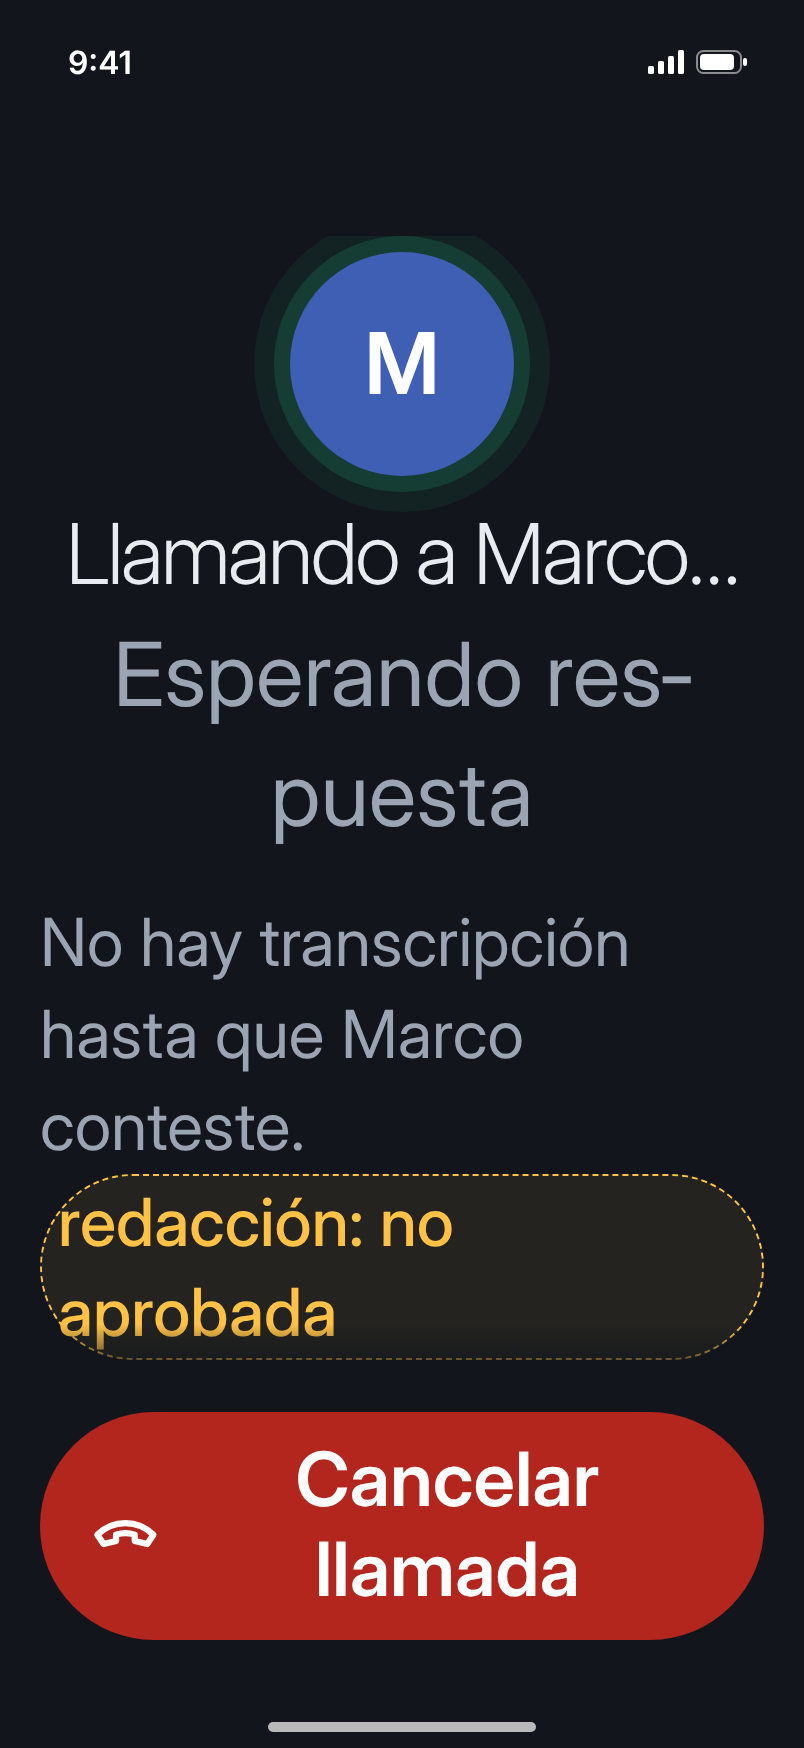 9:41
M
Llamando a Marco...
Esperando res-
puesta
No hay transcripción
hasta que Marco
conteste.
redacción: no
aprobada
Cancelar
llamada